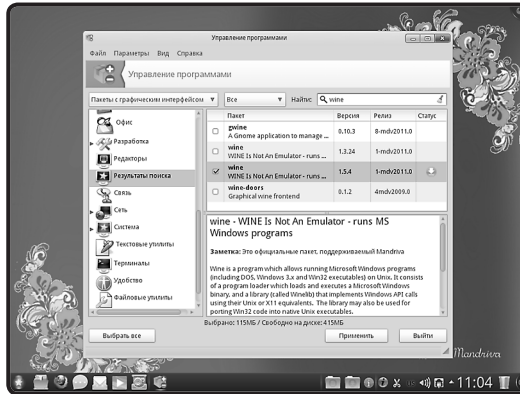 Управление программами
Файл Параметры Вид Справка
Управление программами
Пакеты с графическим интерфейсом Все Найти: wine
Пакет Версия Релиз Статус
gwine 0.10.3 8-mdv2011.0
A Gnome application to manage ...
wine 1.3.24 1-mdv2011.0
WINE Is Not An Emulator - runs ...
wine 1.5.4 1-mdv2011.0
WINE Is Not An Emulator - runs ...
wine-doors 0.1.2 4mdv2009.0
Graphical wine frontend
Офис
Разработка
Редакторы
Результаты поиска
Связь
Сеть
Система
Текстовые утилиты
Терминалы
Удобство
Файловые утилиты
wine - WINE Is Not An Emulator - runs MS
Windows programs
Заметка: Это официальные пакет, поддерживаемый Mandriva
Wine is a program which allows running Microsoft Windows programs
(including DOS, Windows 3.x and Win32 executables) on Unix. It consists
of a program loader which loads and executes a Microsoft Windows
binary, and a library (called Winelib) that implements Windows API calls
using their Unix or X11 equivalents. The library may also be used for
porting Win32 code into native Unix executables.
Выбрано: 115МБ / Свободно на диске: 415МБ
Выбрать все Применить Выйти
Mandriva
11:04